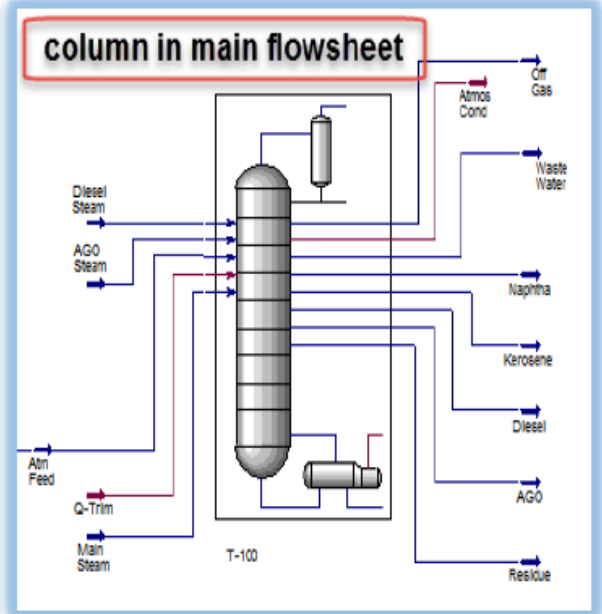 column in main flowsheet
Off
Gas
Atmos
Cond
Waste
Water
Diesel
Steam
AGO
Steam
Naphtha
Kerosene
Diesel
Atm
Feed
AGO
Q-Trim
Main
Steam
T-100
Residue